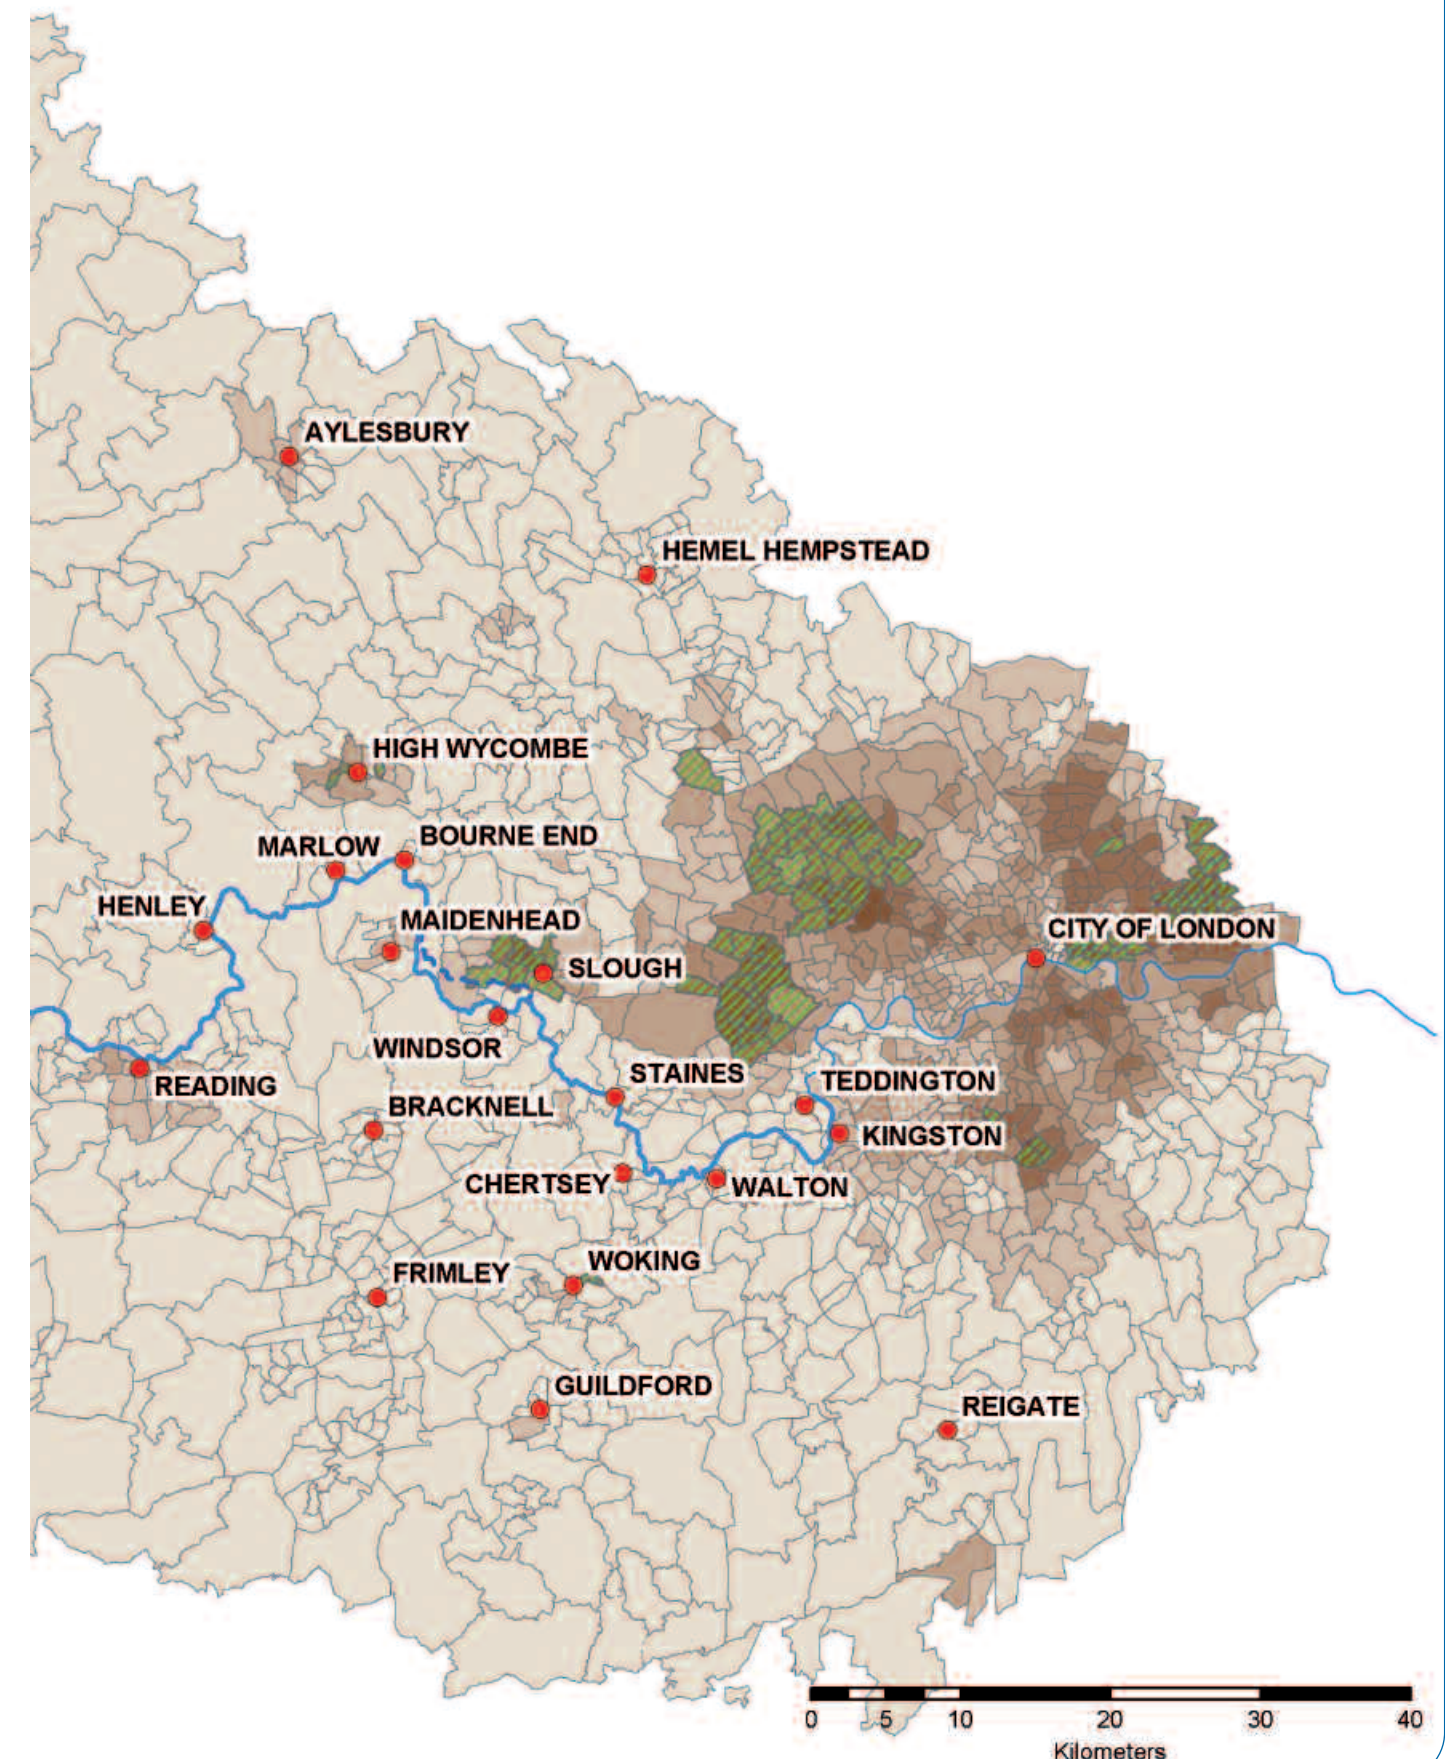 AYLESBURY
HEMEL HEMPSTEAD
HIGH WYCOMBE
MARLOW
BOURNE END
HENLEY
MAIDENHEAD
CITY OF LONDON
SLOUGH
WINDSOR
READING
STAINES
TEDDINGTON
BRACKNELL
KINGSTON
CHERTSEY
WALTON
WOKING
FRIMLEY
GUILDFORD
REIGATE
0 5 10 20 30 40
Kilometers